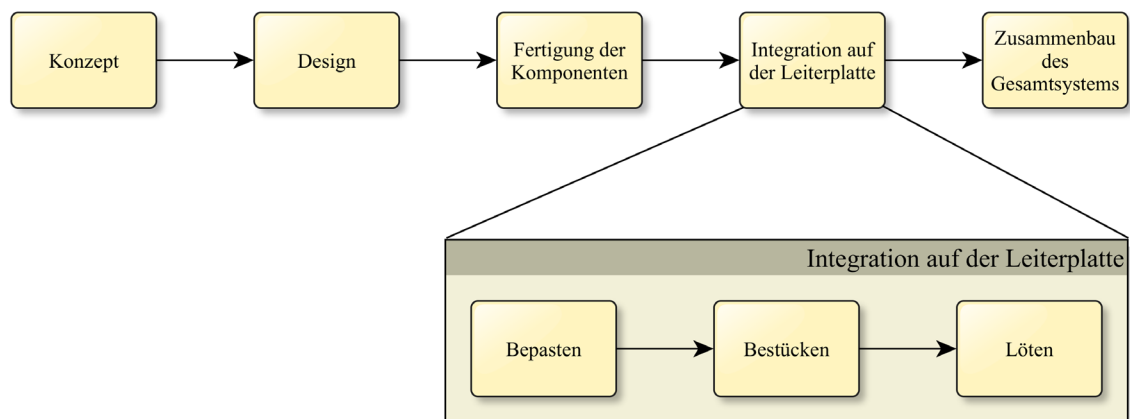 Konzept
Design
Fertigung der
Komponenten
Integration auf
der Leiterplatte
Zusammenbau
des
Gesamtsystems
Integration auf der Leiterplatte
Bepasten
Bestücken
Löten